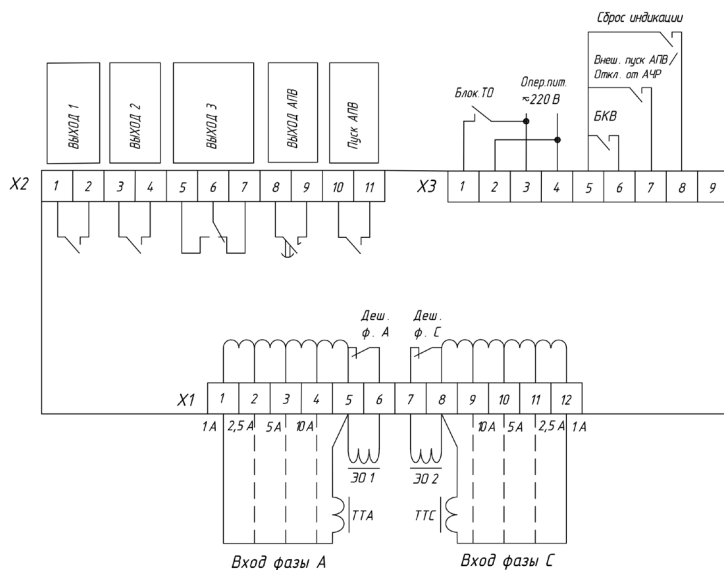 Сброс индикации
Внеш. пуск АПВ /
Откл. от АЧР
Блок.ТО
Опер.пит.
≂220 В
БКВ
ВЫХОД 1
ВЫХОД 2
ВЫХОД 3
ВЫХОД АПВ
Пуск АПВ
X2
1 2 3 4 5 6 7 8 9 10 11
X3
1 2 3 4 5 6 7 8 9
Деш.
ф. А
Деш.
ф. С
X1
1 2 3 4 5 6 7 8 9 10 11 12
1 А 2,5 А 5 А 10 А
10 А 5 А 2,5 А 1 А
ЭО 1
ЭО 2
ТТА
ТТС
Вход фазы А
Вход фазы С